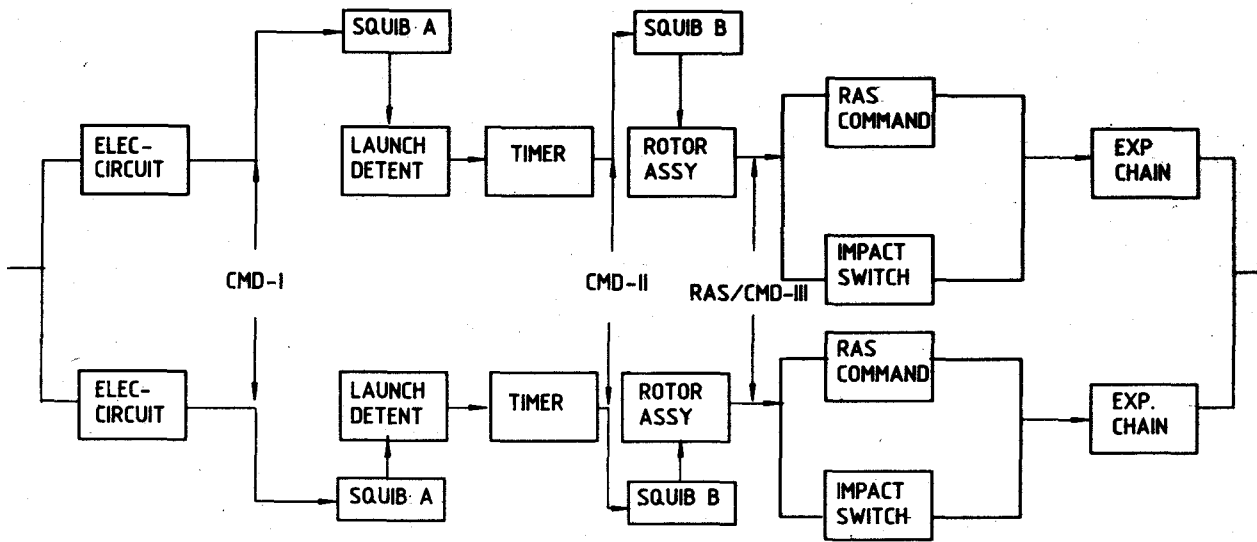 SQUIB A
SQUIB B
RAS
COMMAND
ELEC-
CIRCUIT
LAUNCH
DETENT
TIMER
ROTOR
ASSY
EXP
CHAIN
IMPACT
SWITCH
CMD-I
CMD-II
RAS/CMD-III
RAS
COMMAND
ELEC-
CIRCUIT
LAUNCH
DETENT
TIMER
ROTOR
ASSY
EXP.
CHAIN
SQUIB A
SQUIB B
IMPACT
SWITCH